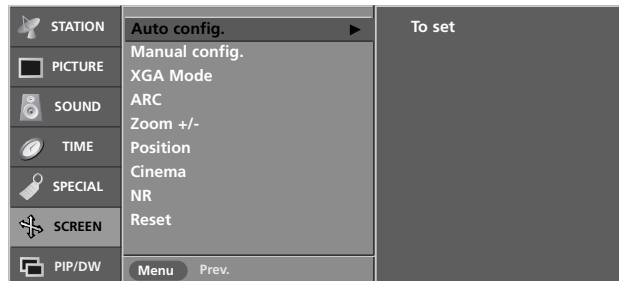 STATION
PICTURE
SOUND
TIME
SPECIAL
SCREEN
PIP/DW
Auto config. ►
Manual config.
XGA Mode
ARC
Zoom +/-
Position
Cinema
NR
Reset
Menu Prev.
To set